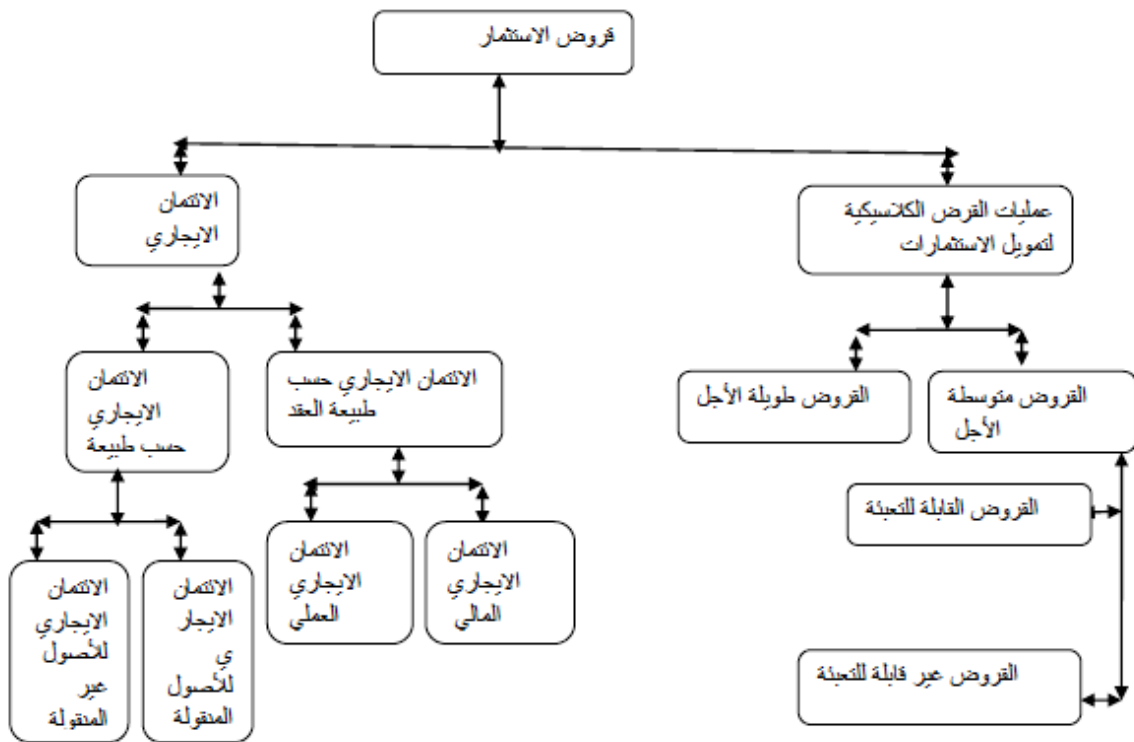 قروض الاستثمار
عمليات القرض الكلاسيكية
لتمويل الاستثمارات
الائتمان
الايجاري
القروض متوسطة
الأجل
القروض طويلة الأجل
الائتمان الايجاري حسب
طبيعة العقد
الائتمان
الايجاري
حسب طبيعة
القروض القابلة للتعبئة
القروض غير قابلة للتعبئة
الائتمان
الايجاري
المالي
الائتمان
الايجاري
العملي
الائتمان
الايجار
ي
للأصول
المنقولة
الائتمان
الايجاري
للأصول
غير
المنقولة